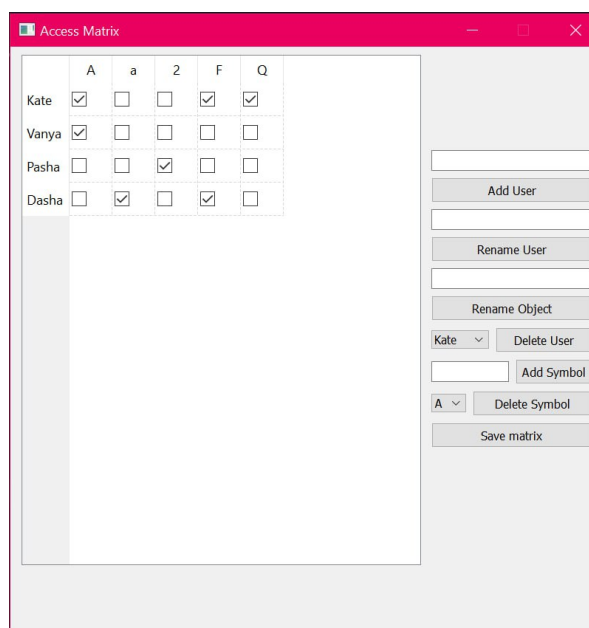 Access Matrix
A a 2 F Q
Kate
Vanya
Pasha
Dasha
Add User
Rename User
Rename Object
Kate Delete User
Add Symbol
A Delete Symbol
Save matrix